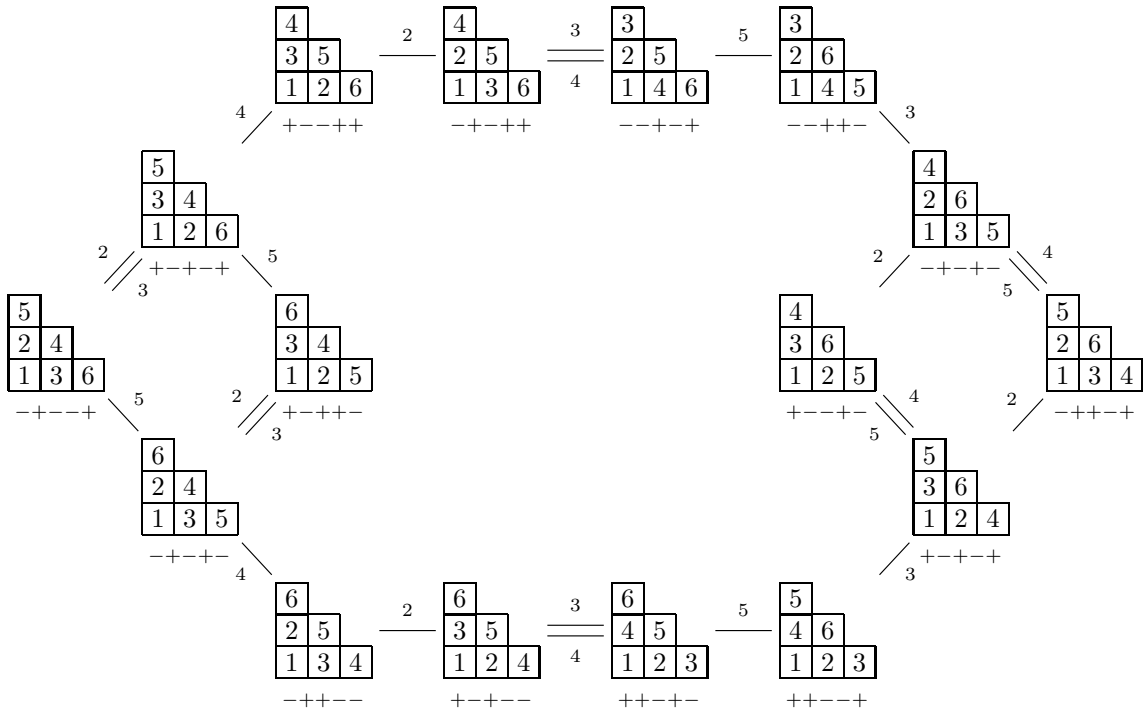 4 4 3 3
3 5 2 2 5 3 2 5 5 2 6
1 2 6 1 3 6 4 1 4 6 1 4 5
+−−++ −+−++ −−+−+ −−++−
4 3
5 4
3 4 2 6
1 2 6 1 3 5
+−+−+ −+−+−
2 3 5 2 4 5
5 6 4 5
2 4 3 4 3 6 2 6
1 3 6 1 2 5 1 2 5 1 3 4
−+−−+ +−++− +−−+− −++−+
5 2 3 4 5 2
6 5
2 4 3 6
1 3 5 1 2 4
−+−+− +−+−+
4 3
6 6 6 5
2 5 2 3 5 3 4 5 5 4 6
1 3 4 1 2 4 4 1 2 3 1 2 3
−++−− +−+−− ++−+− ++−−+